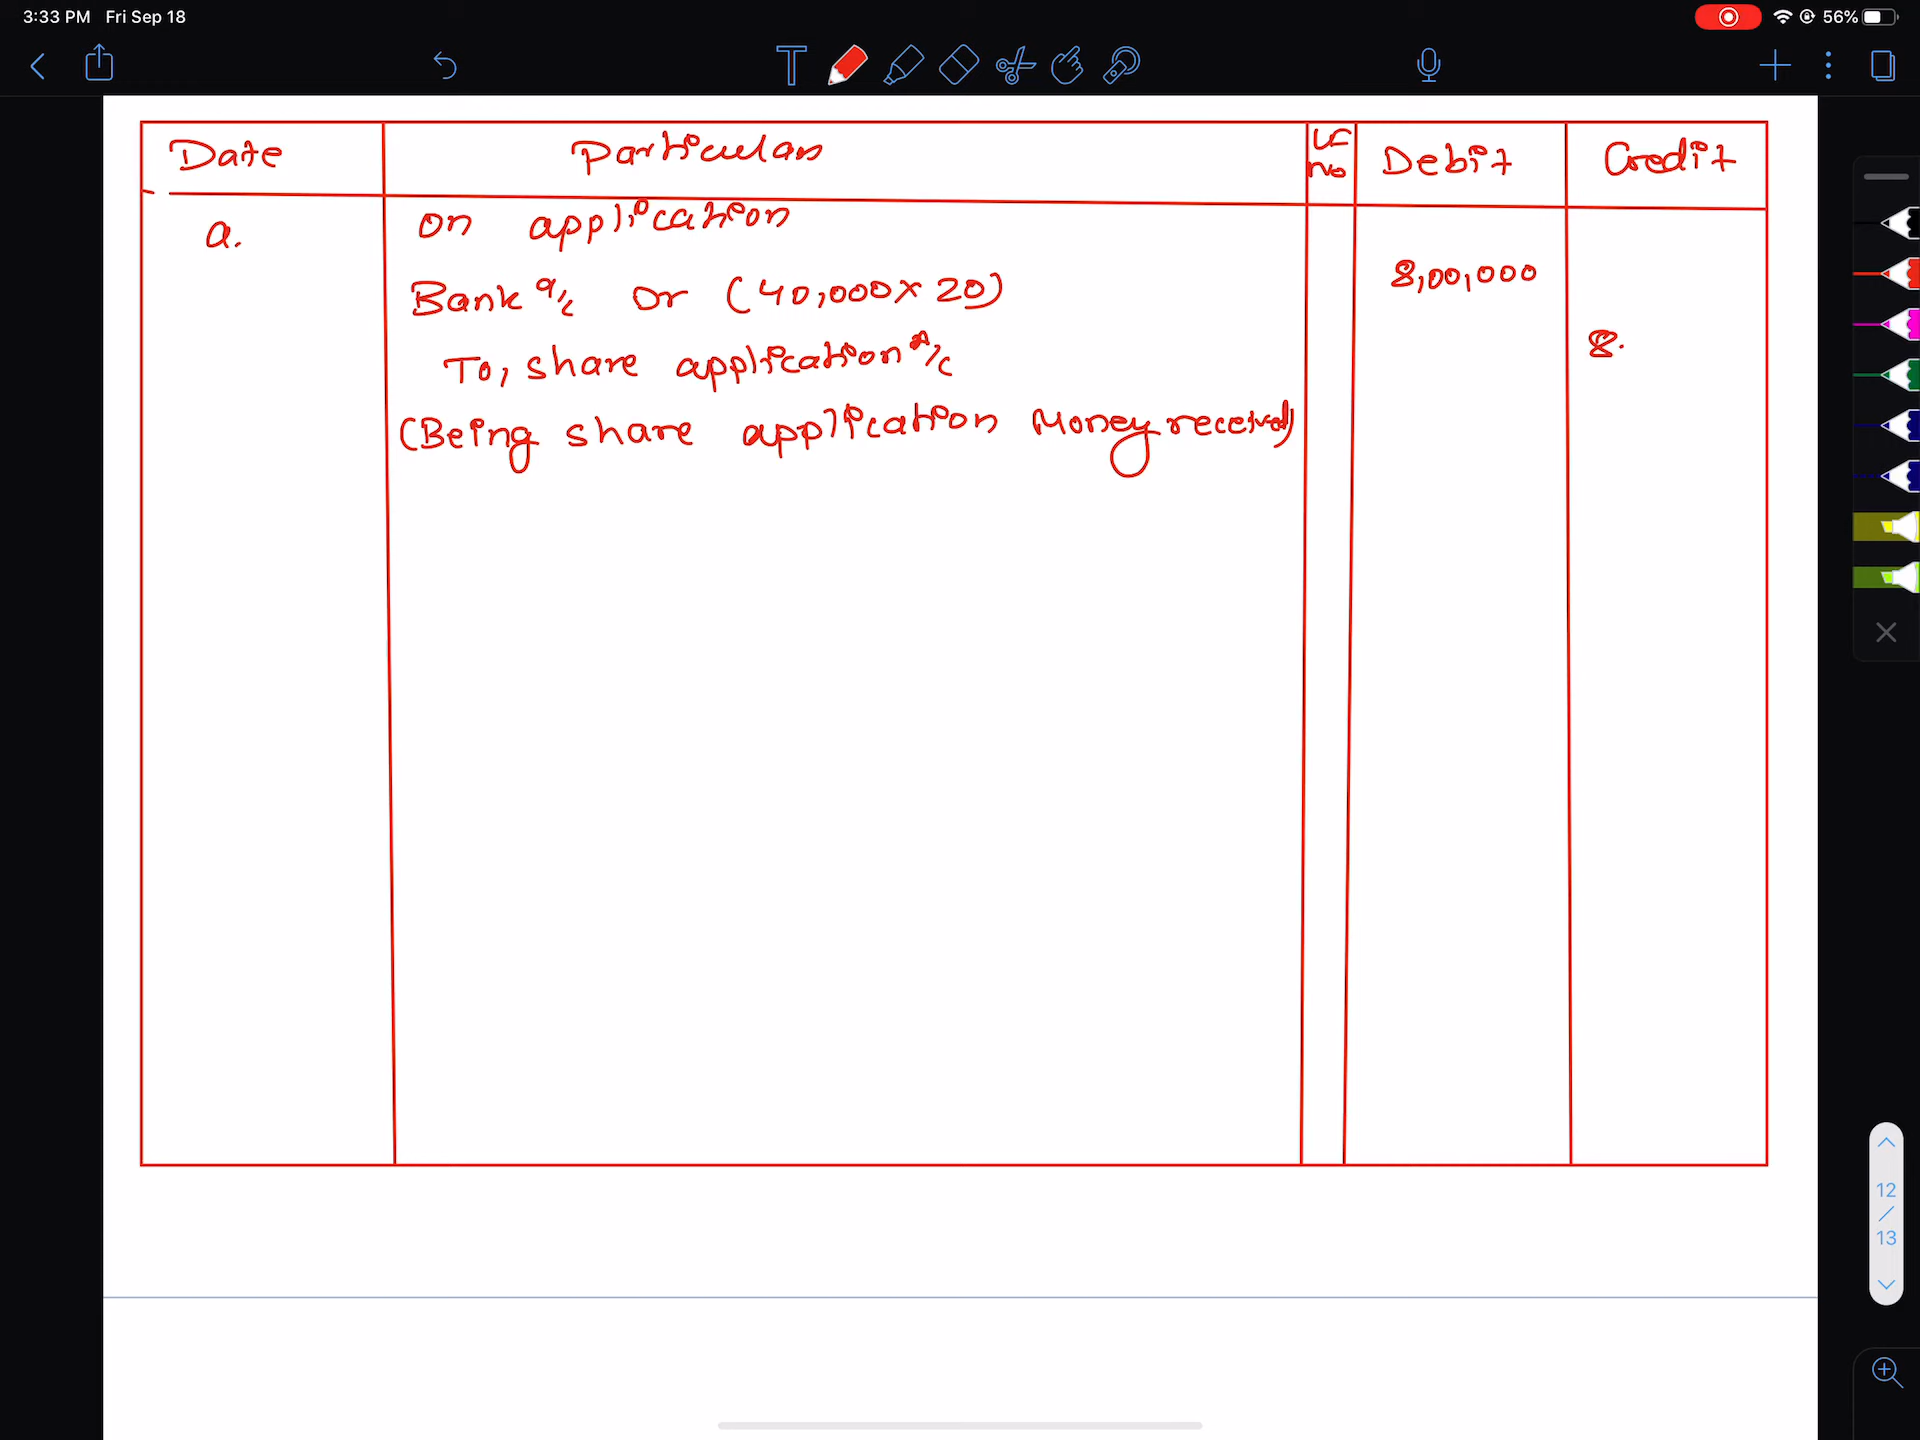 3:33 PM Fri Sep 18
56%
Date Particulars LF No Debit Credit
a. On application
Bank a/c Dr (40,000 x 20) 8,00,000
To, share application A/c 8.
(Being share application Money received)
12
/
13